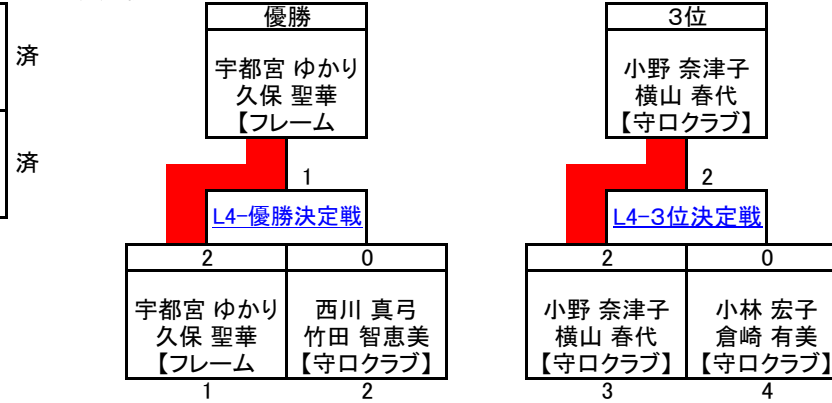 済
済
優勝
宇都宮 ゆかり
久保 聖華
【フレーム
1
L4-優勝決定戦
2 0
宇都宮 ゆかり
久保 聖華
【フレーム
西川 真弓
竹田 智恵美
【守口クラブ】
1 2
３位
小野 奈津子
横山 春代
【守口クラブ】
2
L4-３位決定戦
2 0
小野 奈津子
横山 春代
【守口クラブ】
小林 宏子
倉崎 有美
【守口クラブ】
3 4